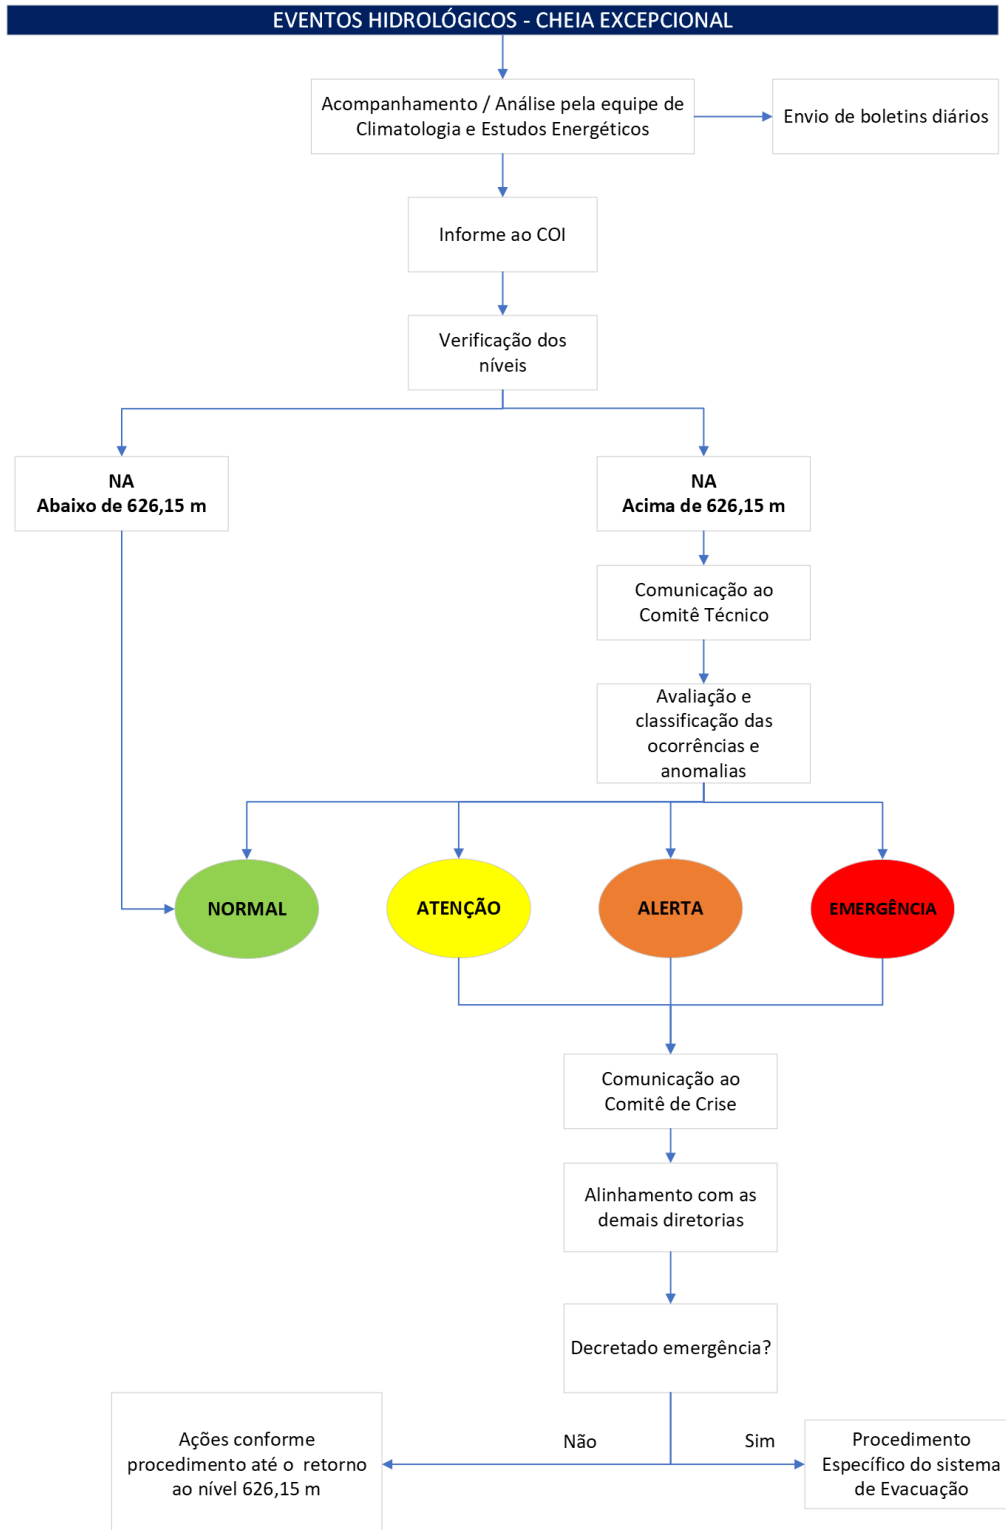 EVENTOS HIDROLÓGICOS - CHEIA EXCEPCIONAL
Acompanhamento / Análise pela equipe de
Climatologia e Estudos Energéticos
Envio de boletins diários
Informe ao COI
Verificação dos
níveis
NA
Abaixo de 626,15 m
NA
Acima de 626,15 m
Comunicação ao
Comitê Técnico
Avaliação e
classificação das
ocorrências e
anomalias
NORMAL
ATENÇÃO
ALERTA
EMERGÊNCIA
Comunicação ao
Comitê de Crise
Alinhamento com as
demais diretorias
Decretado emergência?
Não
Sim
Ações conforme
procedimento até o retorno
ao nível 626,15 m
Procedimento
Específico do sistema
de Evacuação